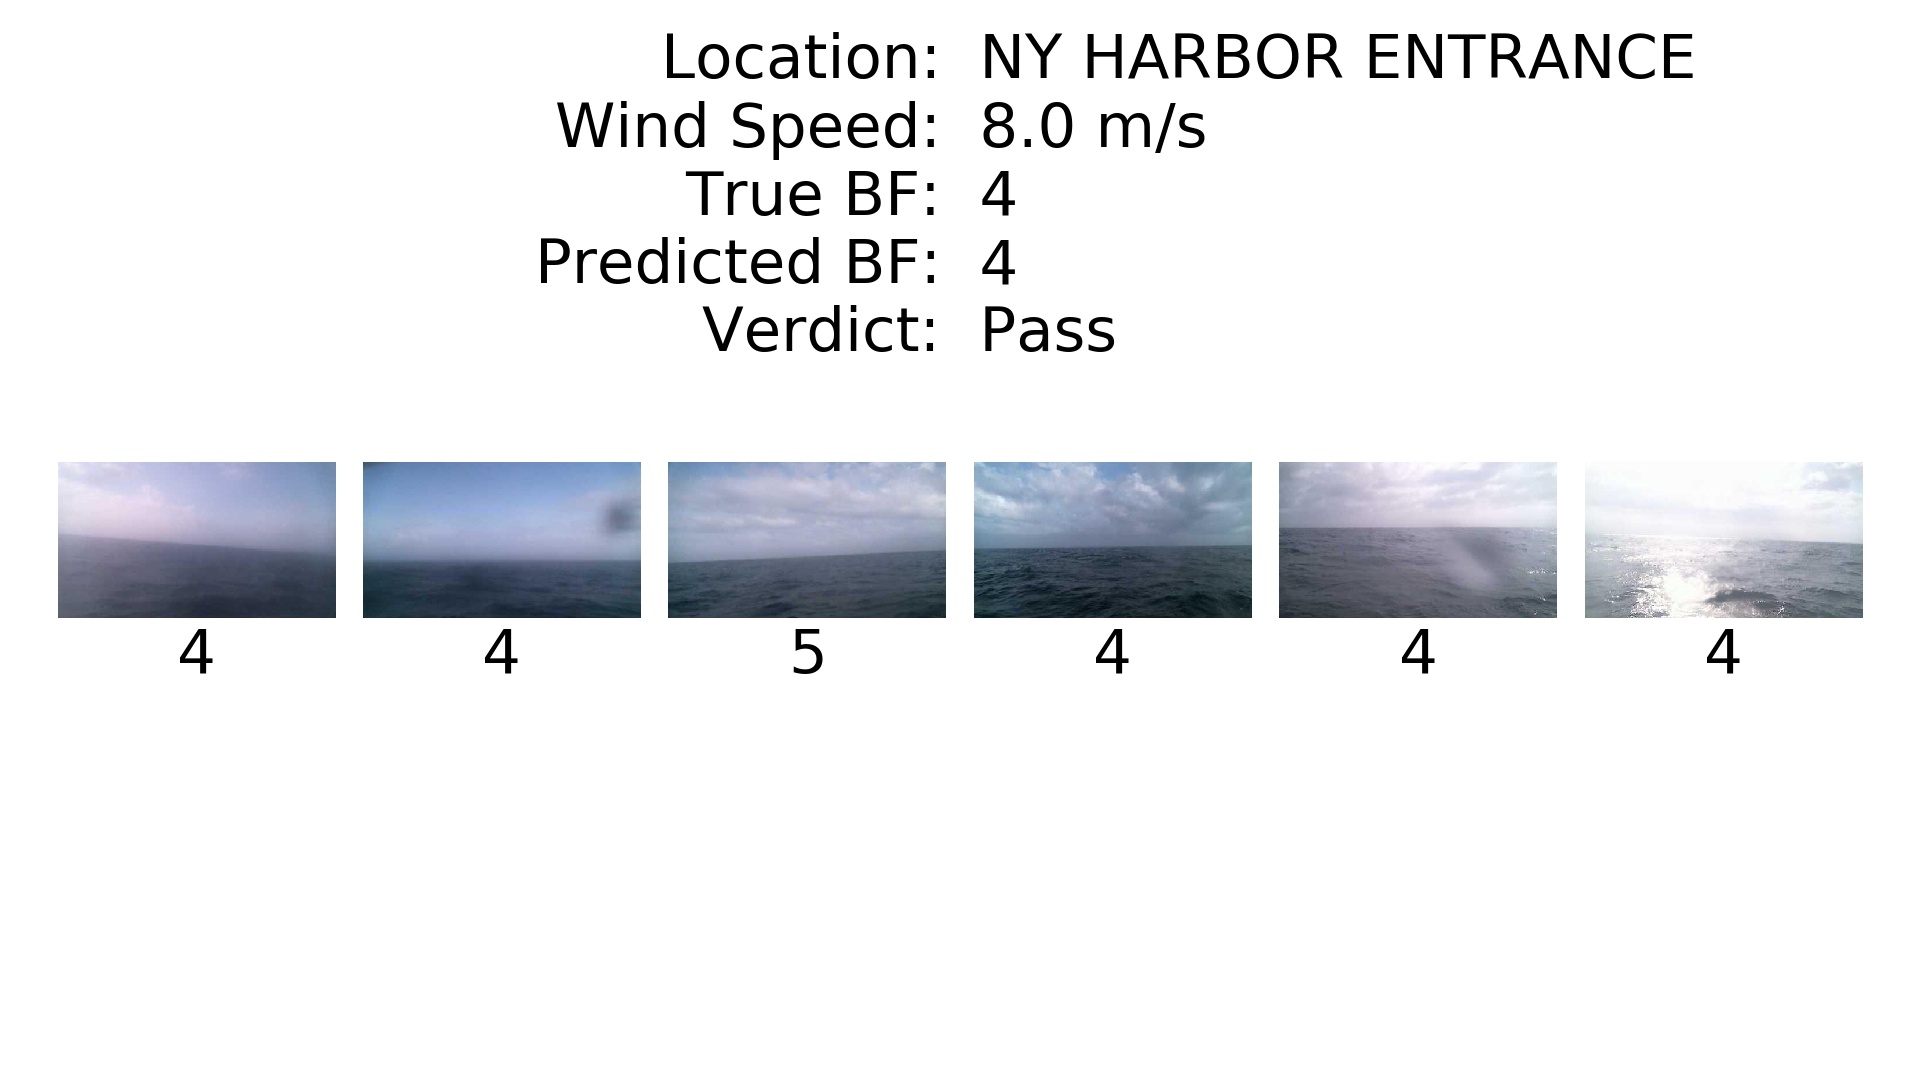 Location: NY HARBOR ENTRANCE
Wind Speed: 8.0 m/s
True BF: 4
Predicted BF: 4
Verdict: Pass
4 4 5 4 4 4